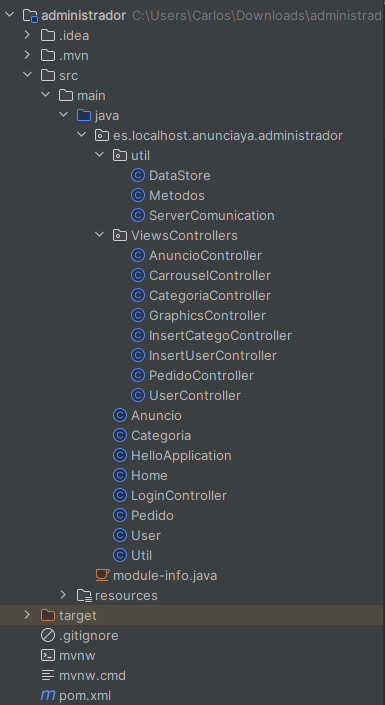 administrador C:\Users\Carlos\Downloads\administrad
.idea
.mvn
src
main
java
es.localhost.anunciaya.administrador
util
DataStore
Metodos
ServerComunication
ViewsControllers
AnuncioController
CarrouselController
CategoriaController
GraphicsController
InsertCategoController
InsertUserController
PedidoController
UserController
Anuncio
Categoria
HelloApplication
Home
LoginController
Pedido
User
Util
module-info.java
resources
target
.gitignore
mvnw
mvnw.cmd
pom.xml